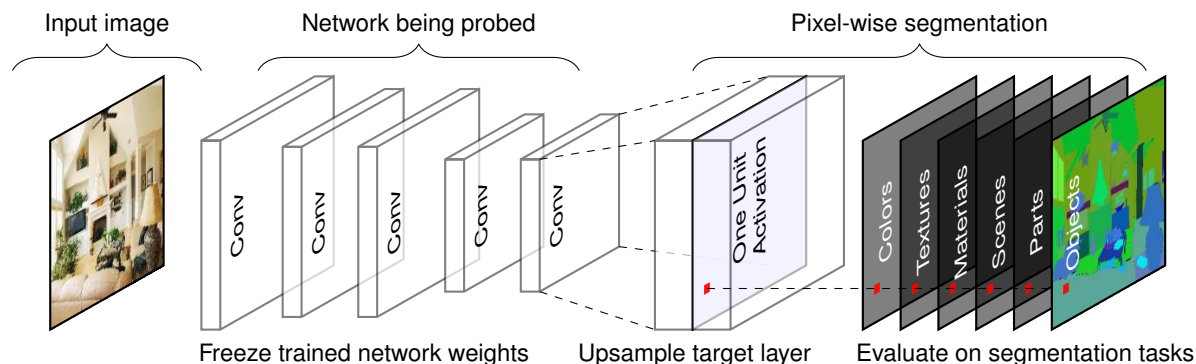 Input image
Network being probed
Pixel-wise segmentation
Conv
Conv
Conv
Conv
Conv
One Unit
Activation
Colors
Textures
Materials
Scenes
Parts
Objects
Freeze trained network weights
Upsample target layer
Evaluate on segmentation tasks